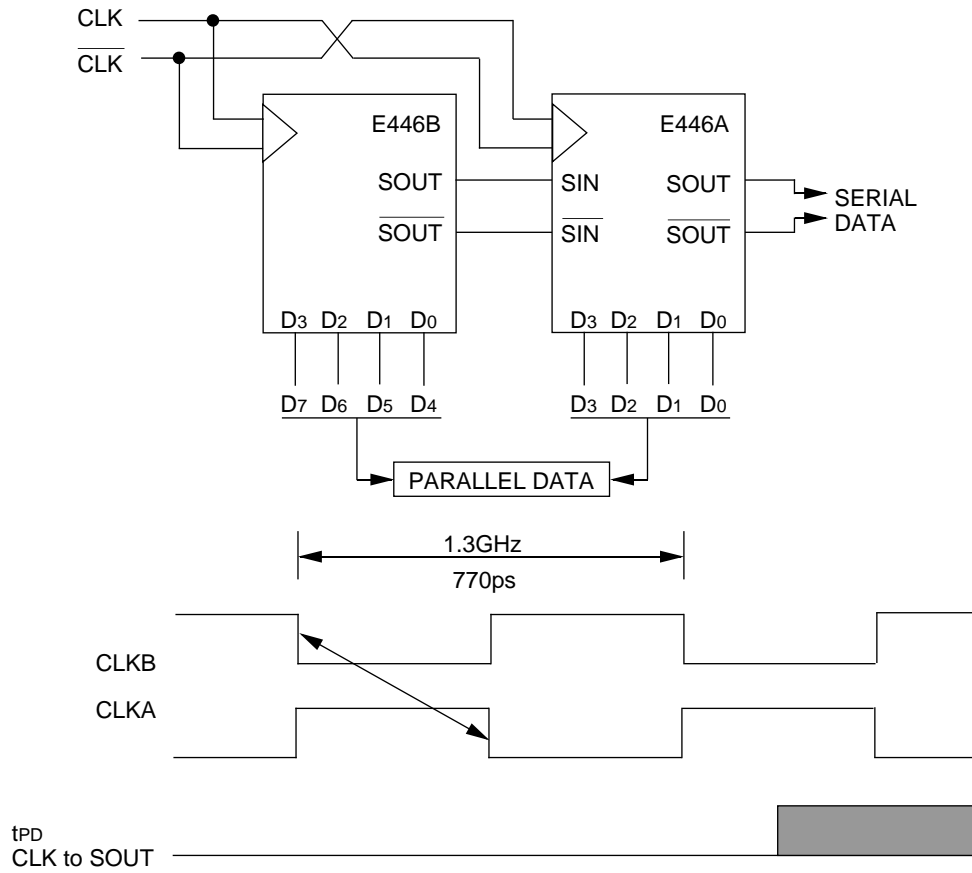 CLK
CLK
E446B
E446A
SOUT
SIN
SOUT
SOUT
SIN
SOUT
SERIAL
DATA
D3 D2 D1 D0
D3 D2 D1 D0
D7 D6 D5 D4
D3 D2 D1 D0
PARALLEL DATA
1.3GHz
770ps
CLKB
CLKA
tPD
CLK to SOUT